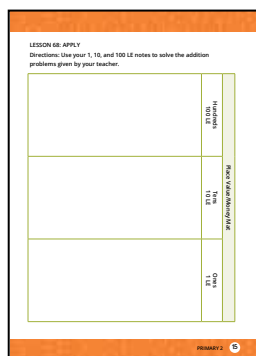 LESSON 68: APPLY
Directions: Use your 1, 10, and 100 LE notes to solve the addition
problems given by your teacher.
Place Value/Money Mat
Hundreds
100 LE
Tens
10 LE
Ones
1 LE
PRIMARY 2 15